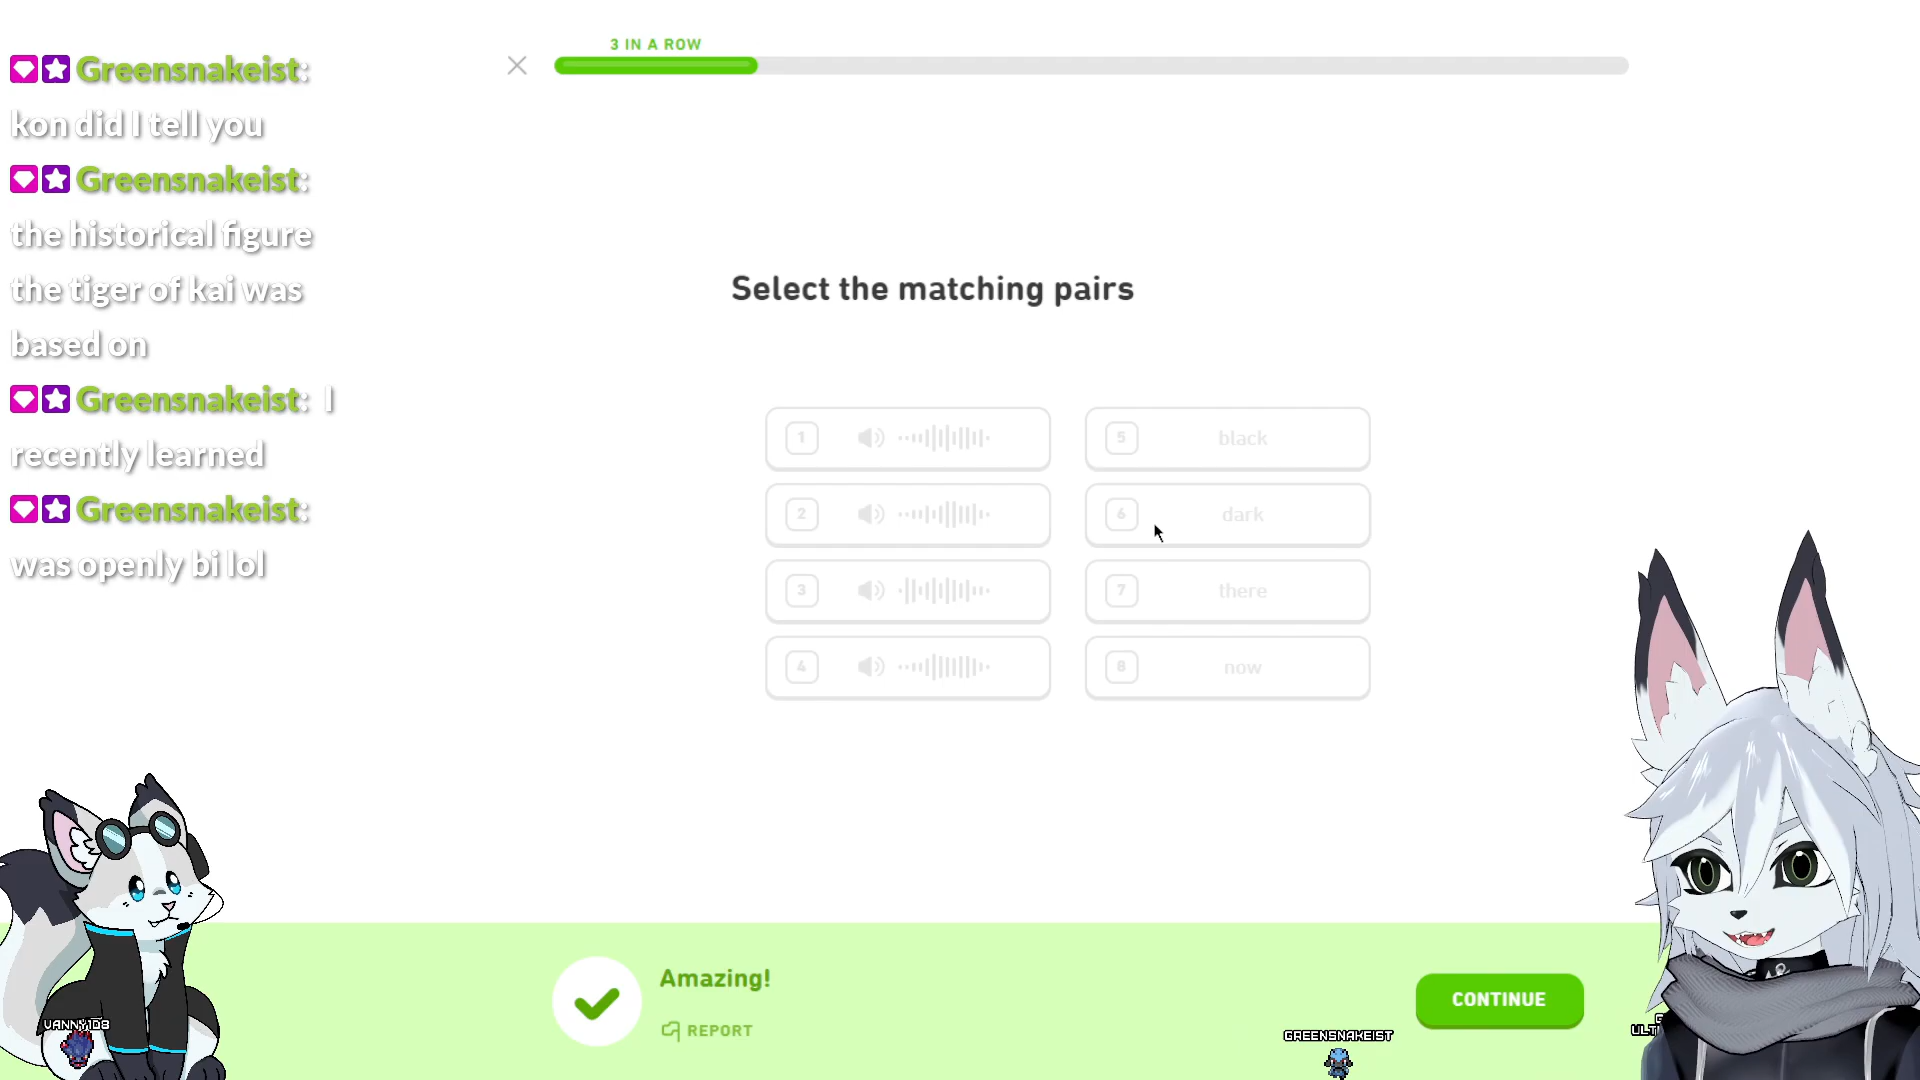 3 IN A ROW
Greensnakeist:
kon did I tell you
Greensnakeist:
the historical figure
the tiger of kai was
based on
Greensnakeist: I
recently learned
Greensnakeist:
was openly bi lol
Select the matching pairs
1
5 black
2
6 dark
3
7 there
4
8 now
Amazing!
REPORT
CONTINUE
VANNY108
GREENSNAKEIST